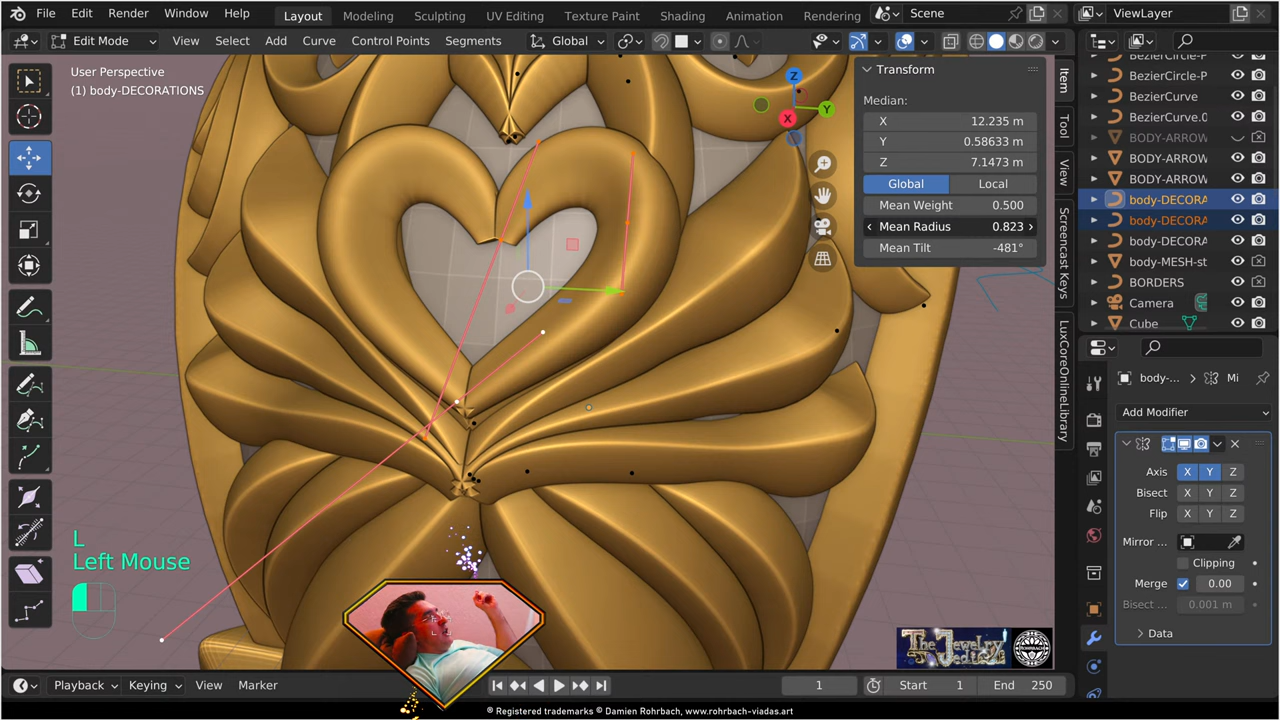 File Edit Render Window Help Layout Modeling Sculpting UV Editing Texture Paint Shading Animation Rendering Scene ViewLayer
Edit Mode View Select Add Curve Control Points Segments Global
User Perspective
(1) body-DECORATIONS
Transform
Median:
X 12.235 m
Y 0.58633 m
Z 7.1473 m
Global Local
Mean Weight 0.500
Mean Radius 0.823
Mean Tilt -481°
Z
Y
X
Item
Tool
View
Screencast Keys
LuxCoreOnlineLibrary
BezierCircle-P
BezierCircle-P
BezierCurve
BezierCurve.0
BODY-ARROW
BODY-ARROW
BODY-ARROW
body-DECORA
body-DECORA
body-DECORA
body-MESH-st
BORDERS
Camera
Cube
body-... Mi
Add Modifier
Axis X Y Z
Bisect X Y Z
Flip X Y Z
Mirror ...
Clipping
Merge 0.00
Bisect ... 0.001 m
Data
L
Left Mouse
The Jewelry
Jedi
ROHRBACH
Playback Keying View Marker 1 Start 1 End 250
® Registered trademarks © Damien Rohrbach, www.rohrbach-viadas.art